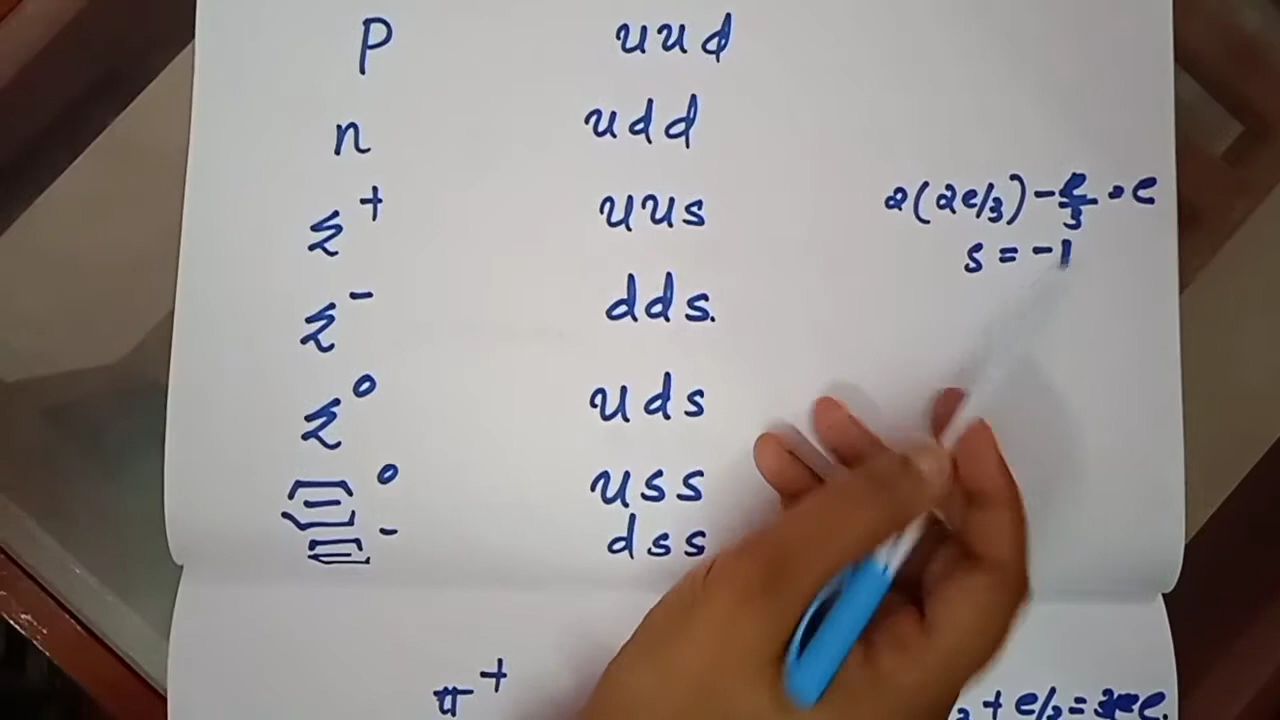 P uud
n udd
Σ⁺ uus 2(2e/3) - e/3 = e
s = -1
Σ⁻ dds.
Σ⁰ uds
Ξ⁰ uss
Ξ⁻ dss
π⁺